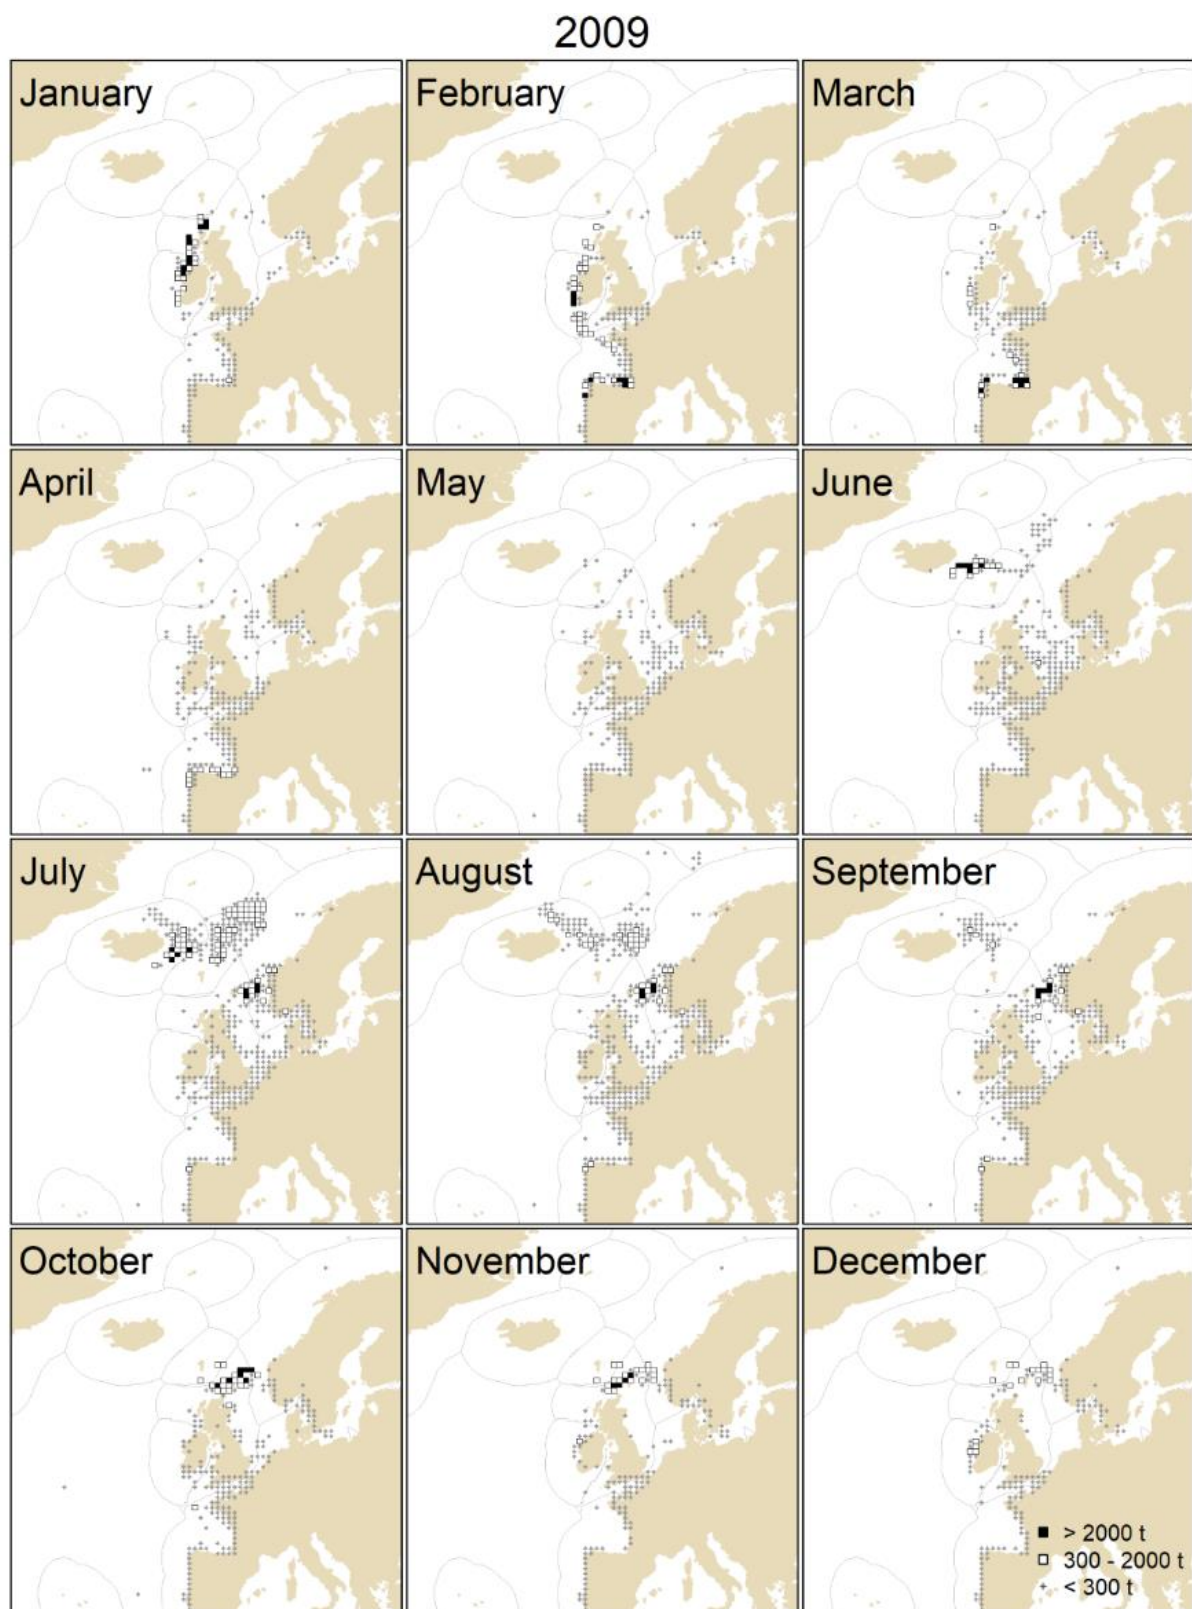 2009
January
February
March
April
May
June
July
August
September
October
November
December
> 2000 t
300 - 2000 t
< 300 t